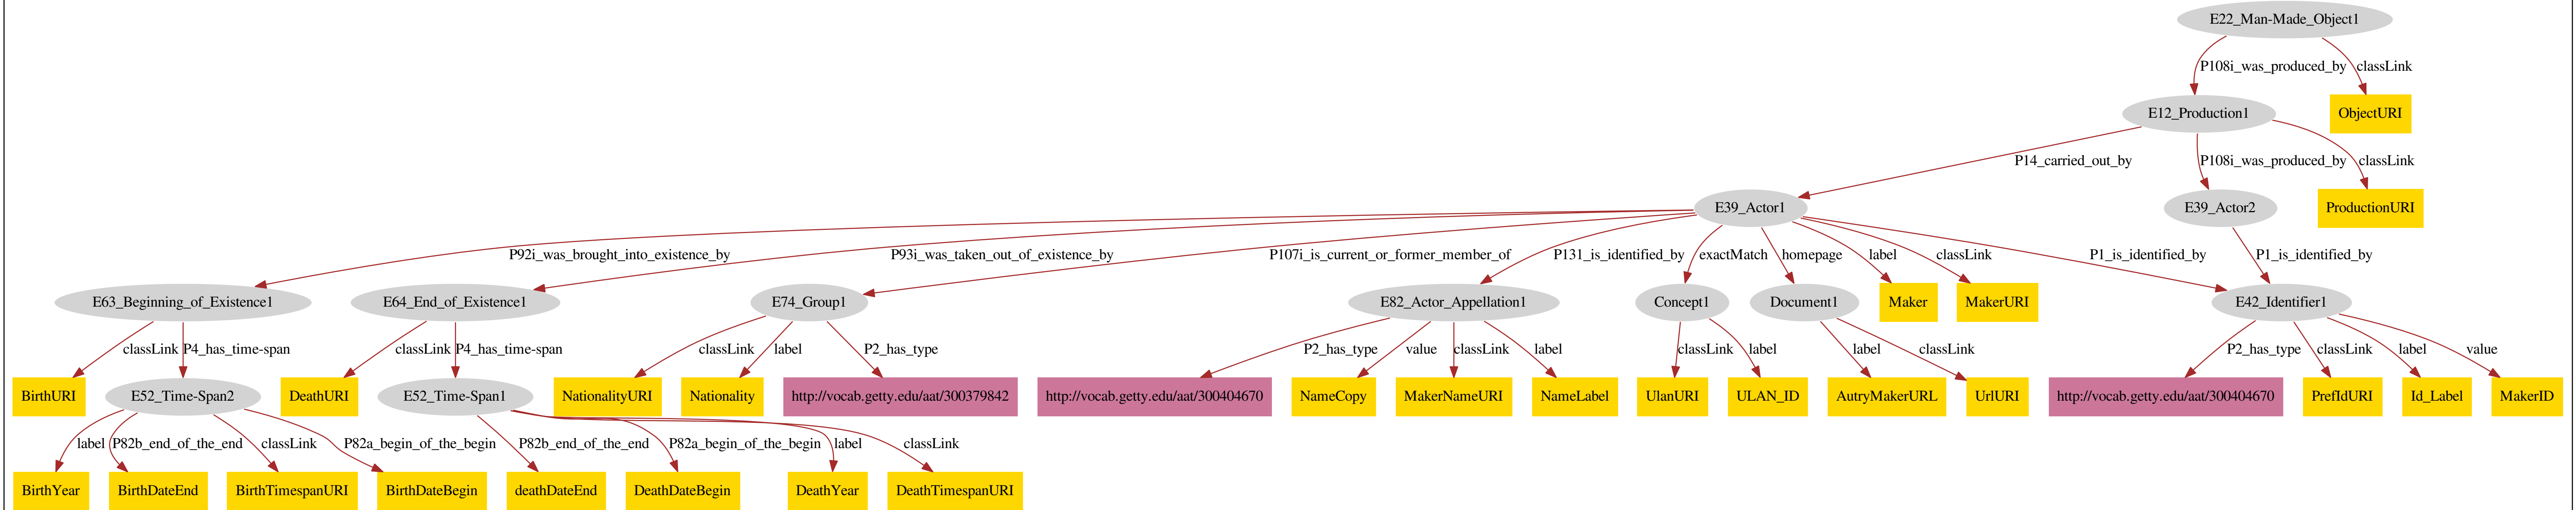 E22_Man-Made_Object1
P108i_was_produced_by
classLink
E12_Production1
ObjectURI
P14_carried_out_by
P108i_was_produced_by
classLink
E39_Actor1
E39_Actor2
ProductionURI
P92i_was_brought_into_existence_by
P93i_was_taken_out_of_existence_by
P107i_is_current_or_former_member_of
P131_is_identified_by
exactMatch
homepage
label
classLink
P1_is_identified_by
P1_is_identified_by
E63_Beginning_of_Existence1
E64_End_of_Existence1
E74_Group1
E82_Actor_Appellation1
Concept1
Document1
Maker
MakerURI
E42_Identifier1
classLink
P4_has_time-span
classLink
P4_has_time-span
classLink
label
P2_has_type
P2_has_type
value
classLink
label
classLink
label
label
classLink
P2_has_type
classLink
label
value
BirthURI
E52_Time-Span2
DeathURI
E52_Time-Span1
NationalityURI
Nationality
http://vocab.getty.edu/aat/300379842
http://vocab.getty.edu/aat/300404670
NameCopy
MakerNameURI
NameLabel
UlanURI
ULAN_ID
AutryMakerURL
UrlURI
http://vocab.getty.edu/aat/300404670
PrefIdURI
Id_Label
MakerID
label
P82b_end_of_the_end
classLink
P82a_begin_of_the_begin
P82b_end_of_the_end
P82a_begin_of_the_begin
label
classLink
BirthYear
BirthDateEnd
BirthTimespanURI
BirthDateBegin
deathDateEnd
DeathDateBegin
DeathYear
DeathTimespanURI